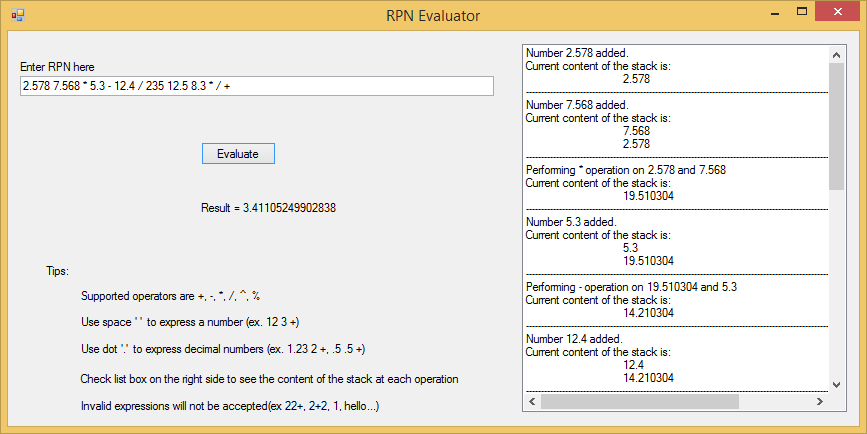 RPN Evaluator
Enter RPN here
2.578 7.568 * 5.3 - 12.4 / 235 12.5 8.3 * / +
Evaluate
Result = 3.41105249902838
Tips:
Supported operators are +, -, *, /, ^, %
Use space ' ' to express a number (ex. 12 3 +)
Use dot '.' to express decimal numbers (ex. 1.23 2 +, .5 .5 +)
Check list box on the right side to see the content of the stack at each operation
Invalid expressions will not be accepted(ex 22+, 2+2, 1, hello...)
Number 2.578 added.
Current content of the stack is:
2.578
Number 7.568 added.
Current content of the stack is:
7.568
2.578
Performing * operation on 2.578 and 7.568
Current content of the stack is:
19.510304
Number 5.3 added.
Current content of the stack is:
5.3
19.510304
Performing - operation on 19.510304 and 5.3
Current content of the stack is:
14.210304
Number 12.4 added.
Current content of the stack is:
12.4
14.210304